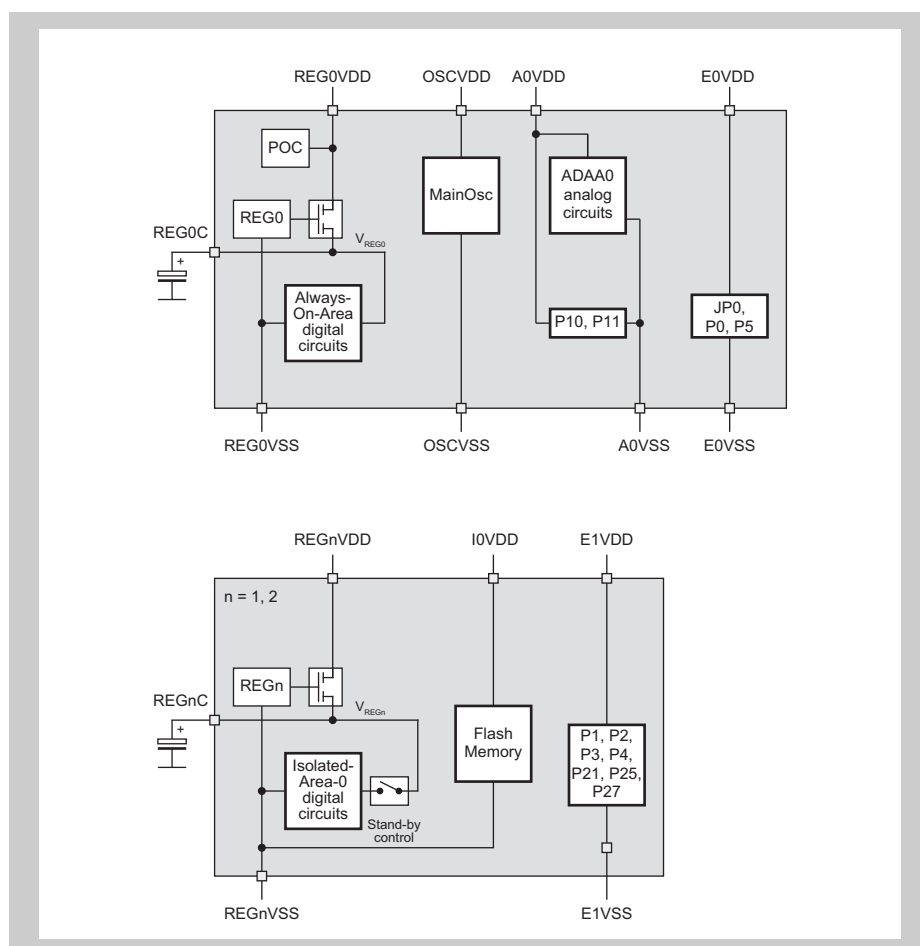 REG0VDD OSCVDD A0VDD E0VDD
POC
ADAA0
analog
circuits
MainOsc
REG0
REG0C
VREG0
+
Always-
On-Area
digital
circuits
P10, P11
JP0,
P0, P5
REG0VSS OSCVSS A0VSS E0VSS
REGnVDD I0VDD E1VDD
n = 1, 2
REGn
REGnC
VREGn
+
Flash
Memory
P1, P2,
P3, P4,
P21, P25,
P27
Isolated-
Area-0
digital
circuits
Stand-by
control
REGnVSS E1VSS